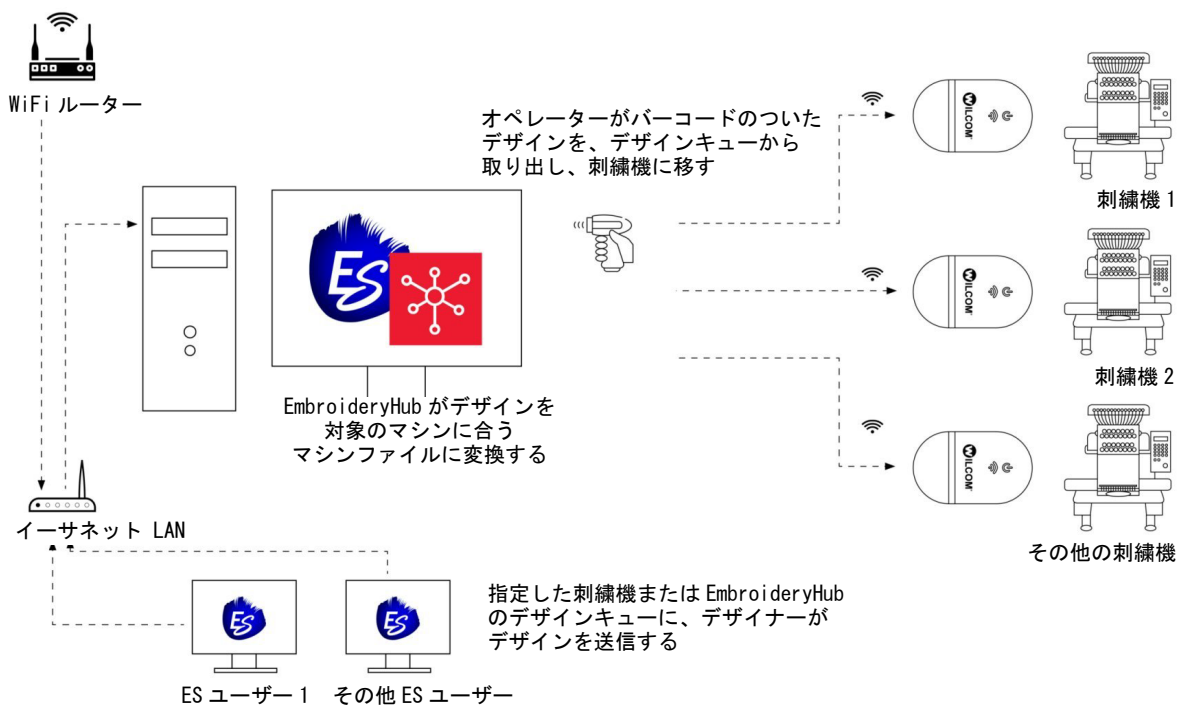 WiFi ルーター
オペレーターがバーコードのついた
デザインを、デザインキューから
取り出し、刺繍機に移す
WILCOM
刺繍機 1
ES
WILCOM
刺繍機 2
EmbroideryHub がデザインを
対象のマシンに合う
マシンファイルに変換する
WILCOM
その他の刺繍機
イーサネット LAN
指定した刺繍機または EmbroideryHub
のデザインキューに、デザイナーが
デザインを送信する
ES
ES
ES ユーザー 1
その他 ES ユーザー